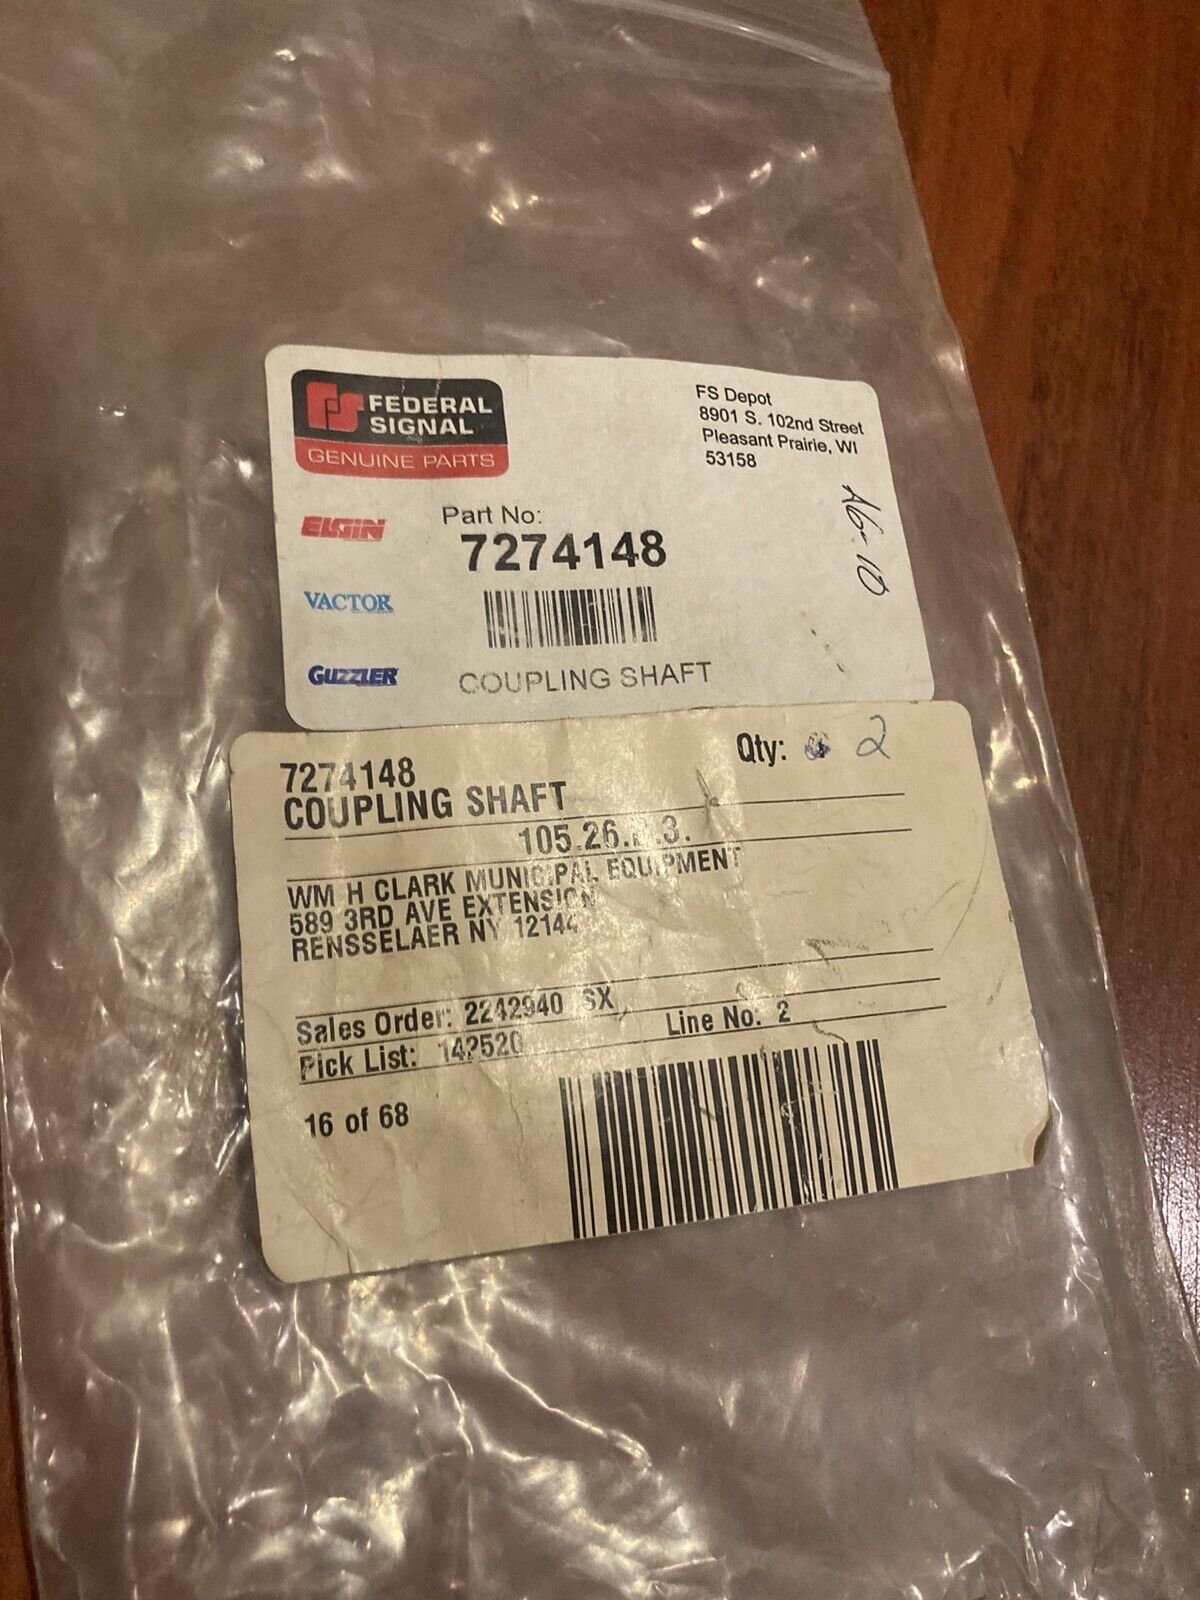 FEDERAL
SIGNAL
GENUINE PARTS
FS Depot
8901 S. 102nd Street
Pleasant Prairie, WI
53158
A6-10
ELGIN
VACTOR
GUZZLER
Part No:
7274148
COUPLING SHAFT
7274148
COUPLING SHAFT
Qty: 2
WM H CLARK MUNICIPAL EQUIPMENT
589 3RD AVE EXTENSION
RENSSELAER NY 12144
Sales Order: 2242940 SX
Pick List: 142520
Line No: 2
16 of 68